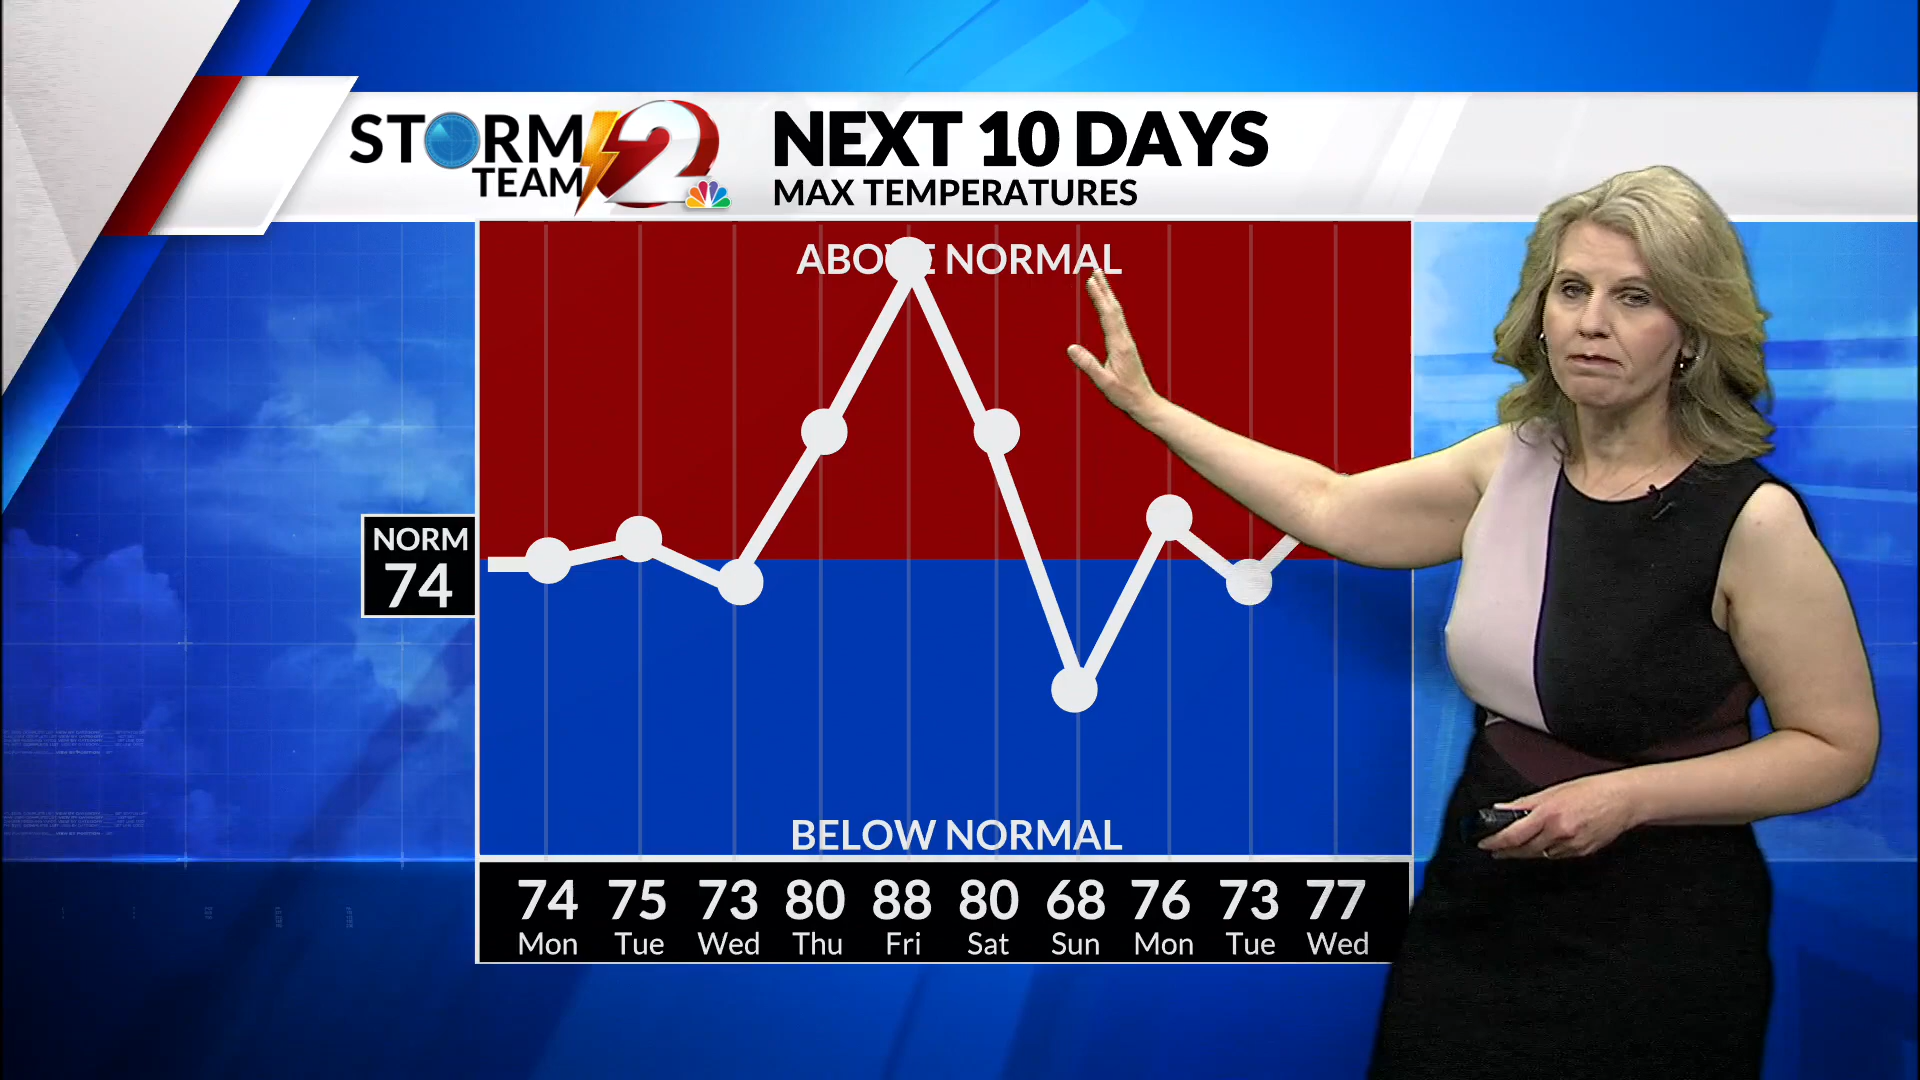 STORM
TEAM
2
NEXT 10 DAYS
MAX TEMPERATURES
ABOVE NORMAL
NORM
74
BELOW NORMAL
74 75 73 80 88 80 68 76 73 77
Mon Tue Wed Thu Fri Sat Sun Mon Tue Wed